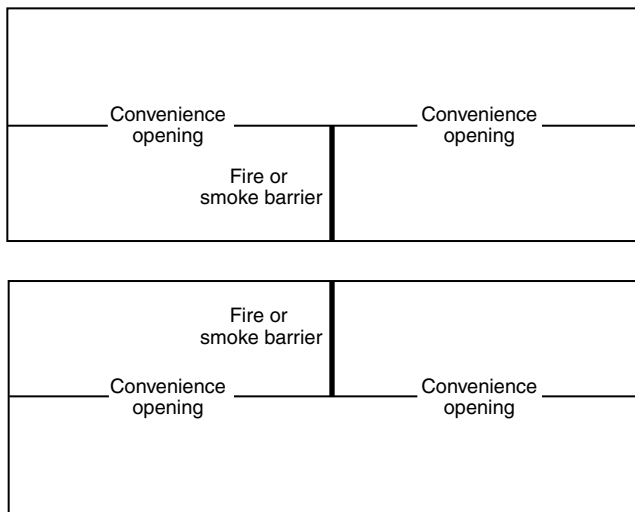 Convenience
opening
Convenience
opening
Fire or
smoke barrier
Fire or
smoke barrier
Convenience
opening
Convenience
opening